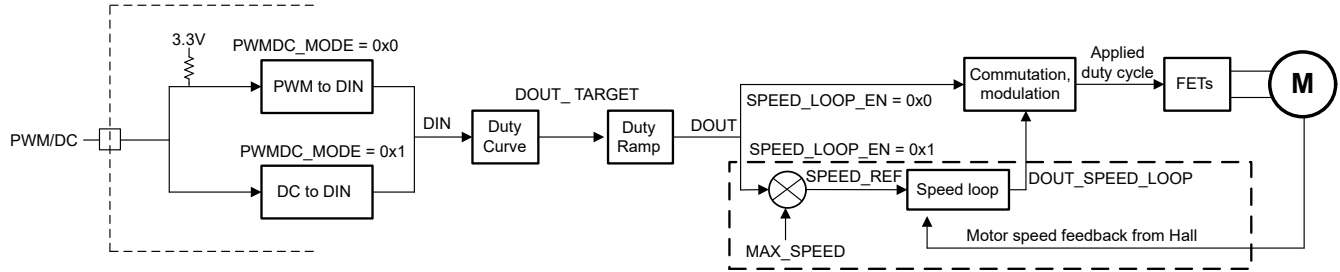 3.3V
PWMDC_MODE = 0x0
PWM to DIN
PWM/DC
PWMDC_MODE = 0x1
DC to DIN
DIN
Duty
Curve
DOUT_ TARGET
Duty
Ramp
DOUT
SPEED_LOOP_EN = 0x0
SPEED_LOOP_EN = 0x1
Commutation,
modulation
Applied
duty cycle
FETs
M
SPEED_REF
Speed loop
DOUT_SPEED_LOOP
MAX_SPEED
Motor speed feedback from Hall